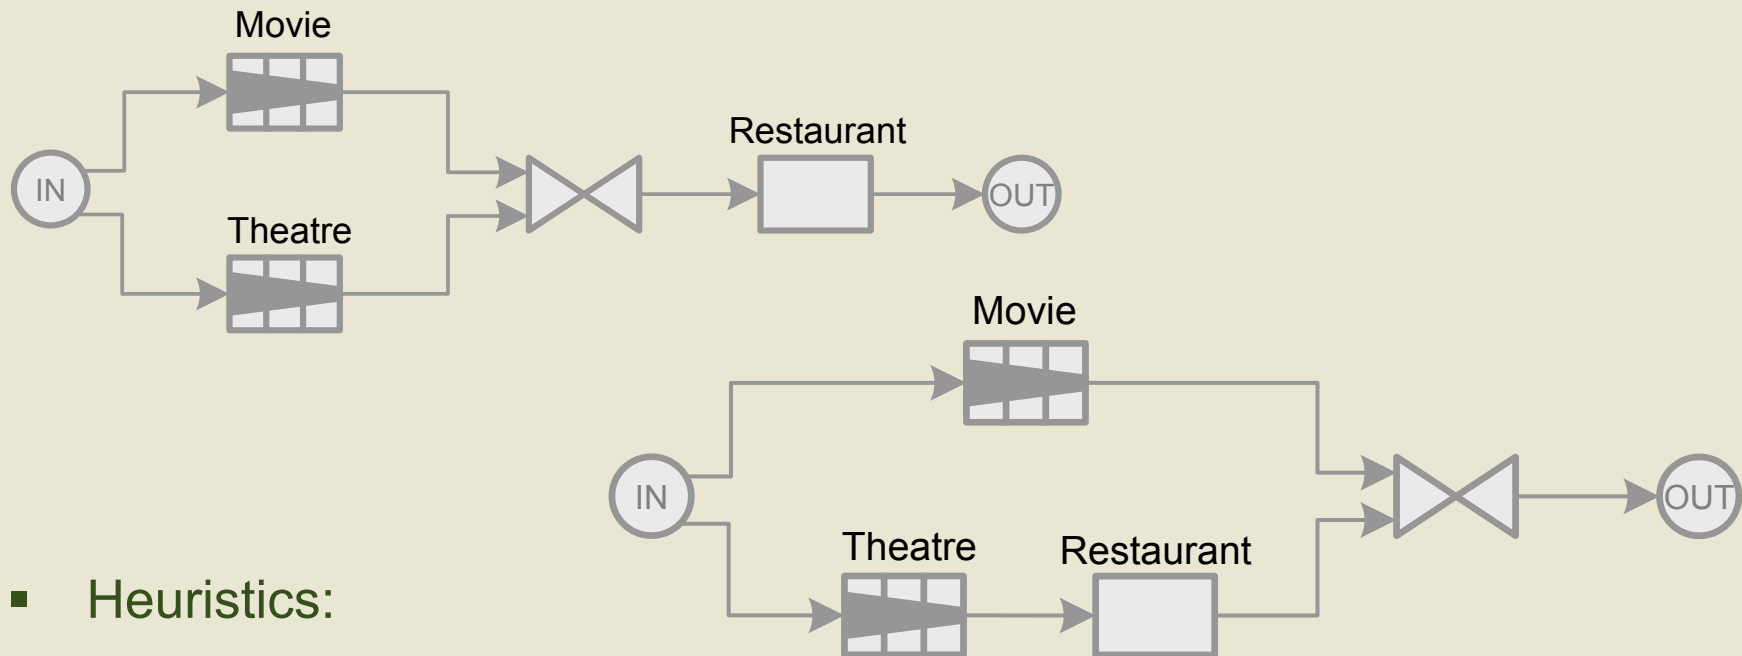 Movie
IN
Theatre
Restaurant
OUT
Movie
IN
Theatre
Restaurant
OUT
▪ Heuristics: